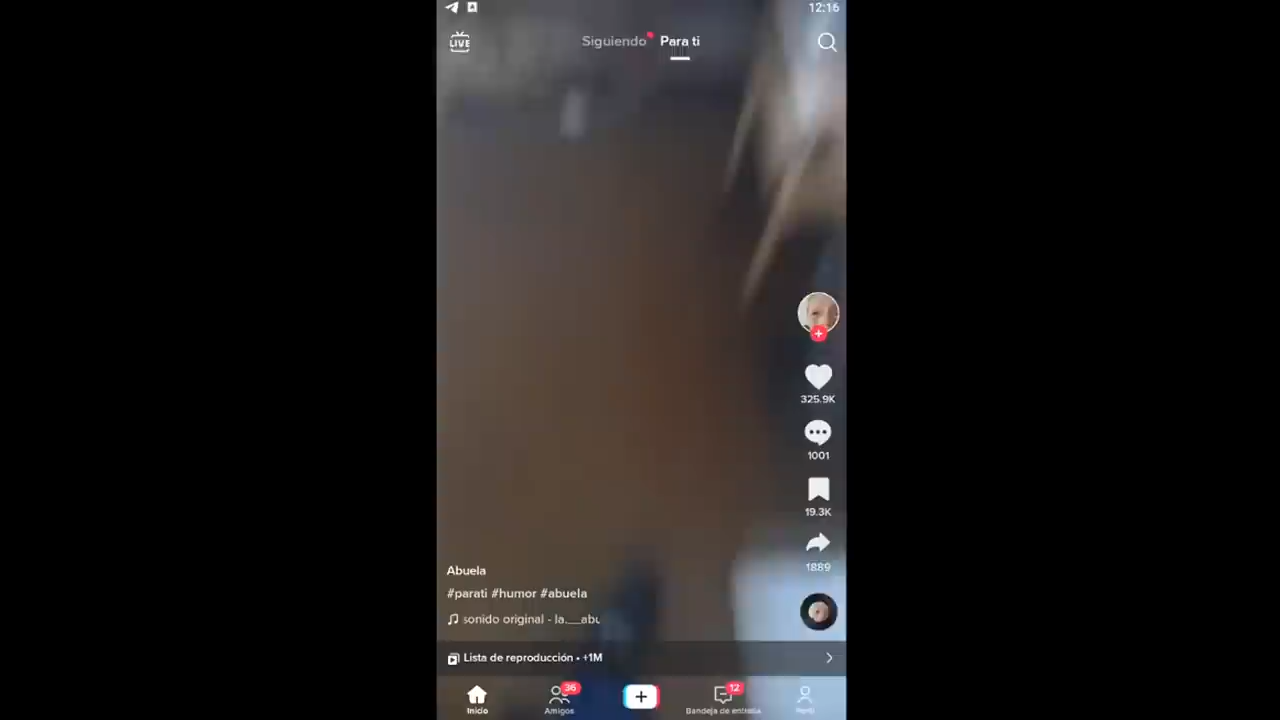 12:16
LIVE
Siguiendo
Para ti
325.9K
1001
19.3K
1889
Abuela
#parati #humor #abuela
sonido original - la.__abu
Lista de reproducción • +1M
36
12
Inicio
Amigos
Bandeja de entrada
Perfil